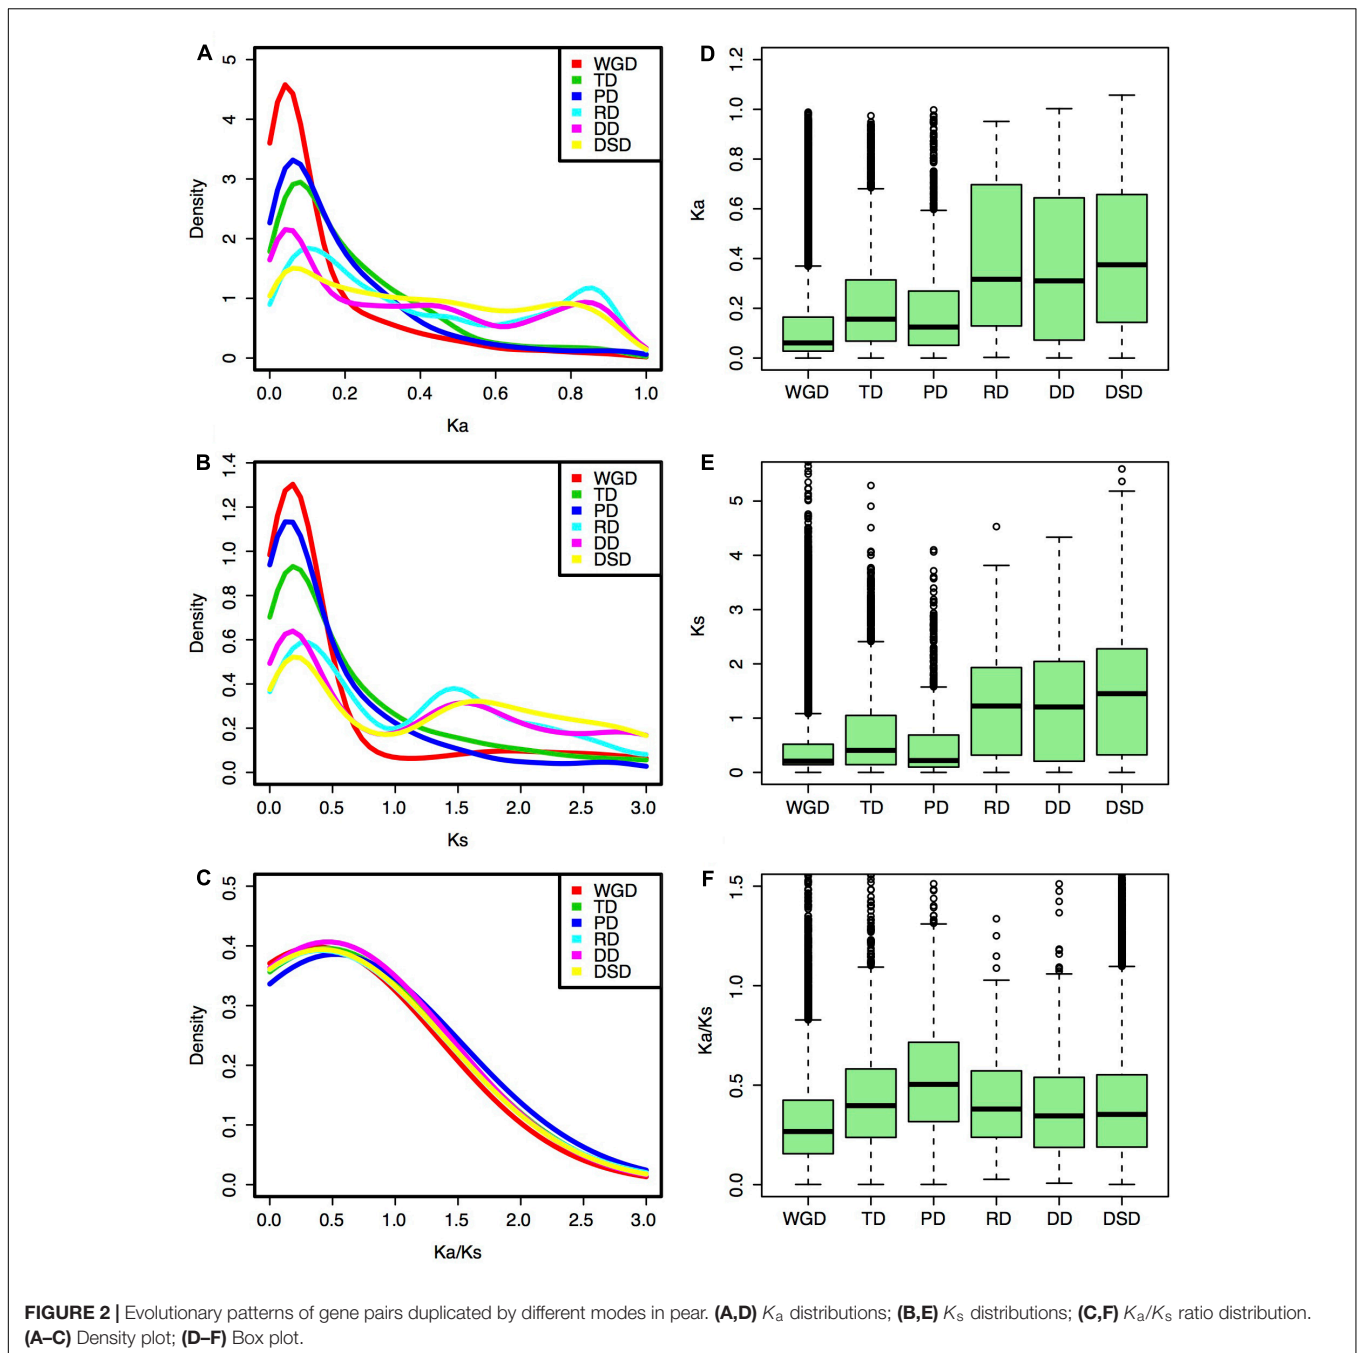 A
5
4
3
2
1
0
Density
0.0 0.2 0.4 0.6 0.8 1.0
Ka
WGD
TD
PD
RD
DD
DSD
D
1.2
1.0
0.8
0.6
0.4
0.2
0.0
Ka
WGD TD PD RD DD DSD
B
1.4
1.2
1.0
0.8
0.6
0.4
0.2
0.0
Density
0.0 0.5 1.0 1.5 2.0 2.5 3.0
Ks
WGD
TD
PD
RD
DD
DSD
E
5
4
3
2
1
0
Ks
WGD TD PD RD DD DSD
C
0.5
0.4
0.3
0.2
0.1
0.0
Density
0.0 0.5 1.0 1.5 2.0 2.5 3.0
Ka/Ks
WGD
TD
PD
RD
DD
DSD
F
1.5
1.0
0.5
0.0
Ka/Ks
WGD TD PD RD DD DSD
FIGURE 2 | Evolutionary patterns of gene pairs duplicated by different modes in pear. (A,D) Ka distributions; (B,E) Ks distributions; (C,F) Ka/Ks ratio distribution.
(A–C) Density plot; (D–F) Box plot.